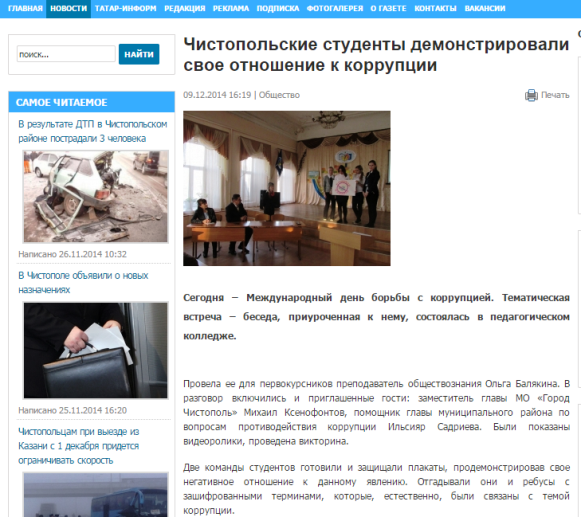 ГЛАВНАЯ НОВОСТИ ТАТАР-ИНФОРМ РЕДАКЦИЯ РЕКЛАМА ПОДПИСКА ФОТОГАЛЕРЕЯ О ГАЗЕТЕ КОНТАКТЫ ВАКАНСИИ
поиск... НАЙТИ
САМОЕ ЧИТАЕМОЕ
В результате ДТП в Чистопольском
районе пострадали 3 человека
Написано 26.11.2014 10:32
В Чистополе объявили о новых
назначениях
Написано 25.11.2014 16:20
Чистопольцам при выезде из
Казани с 1 декабря придется
ограничивать скорость
Чистопольские студенты демонстрировали
свое отношение к коррупции
09.12.2014 16:19 | Общество
Печать
Сегодня – Международный день борьбы с коррупцией. Тематическая
встреча – беседа, приуроченная к нему, состоялась в педагогическом
колледже.
Провела ее для первокурсников преподаватель обществознания Ольга Балякина. В
разговор включились и приглашенные гости: заместитель главы МО «Город
Чистополь» Михаил Ксенофонтов, помощник главы муниципального района по
вопросам противодействия коррупции Ильсияр Садриева. Были показаны
видеоролики, проведена викторина.
Две команды студентов готовили и защищали плакаты, продемонстрировав свое
негативное отношение к данному явлению. Отгадывали они и ребусы с
зашифрованными терминами, которые, естественно, были связаны с темой
коррупции.